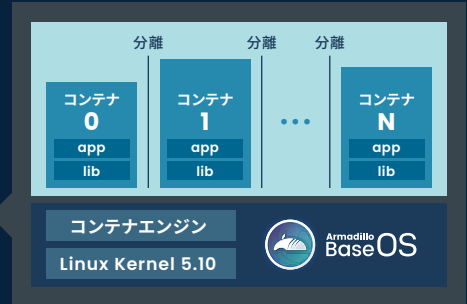 分離 分離 分離
コンテナ
0
app
lib
コンテナ
1
app
lib
•••
コンテナ
N
app
lib
コンテナエンジン
Linux Kernel 5.10
Armadillo
Base OS